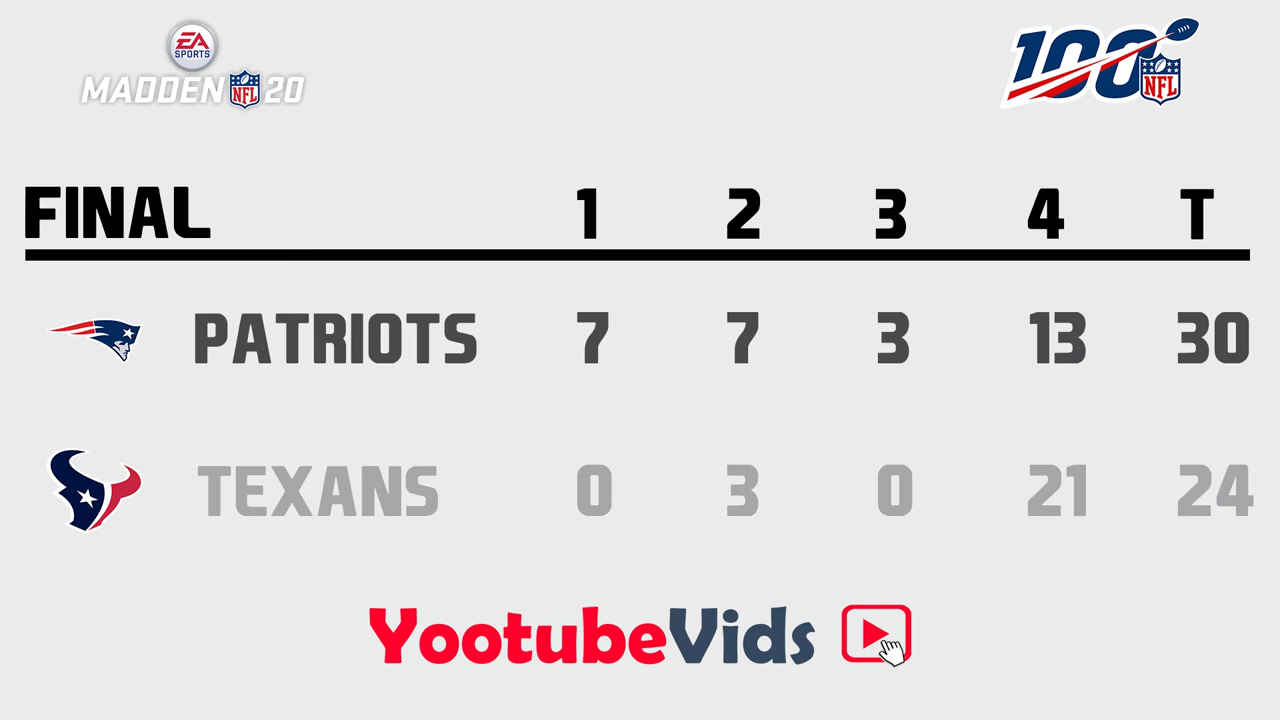 EA
SPORTS
MADDEN NFL 20
100
NFL
FINAL 1 2 3 4 T
PATRIOTS 7 7 3 13 30
TEXANS 0 3 0 21 24
YootubeVids